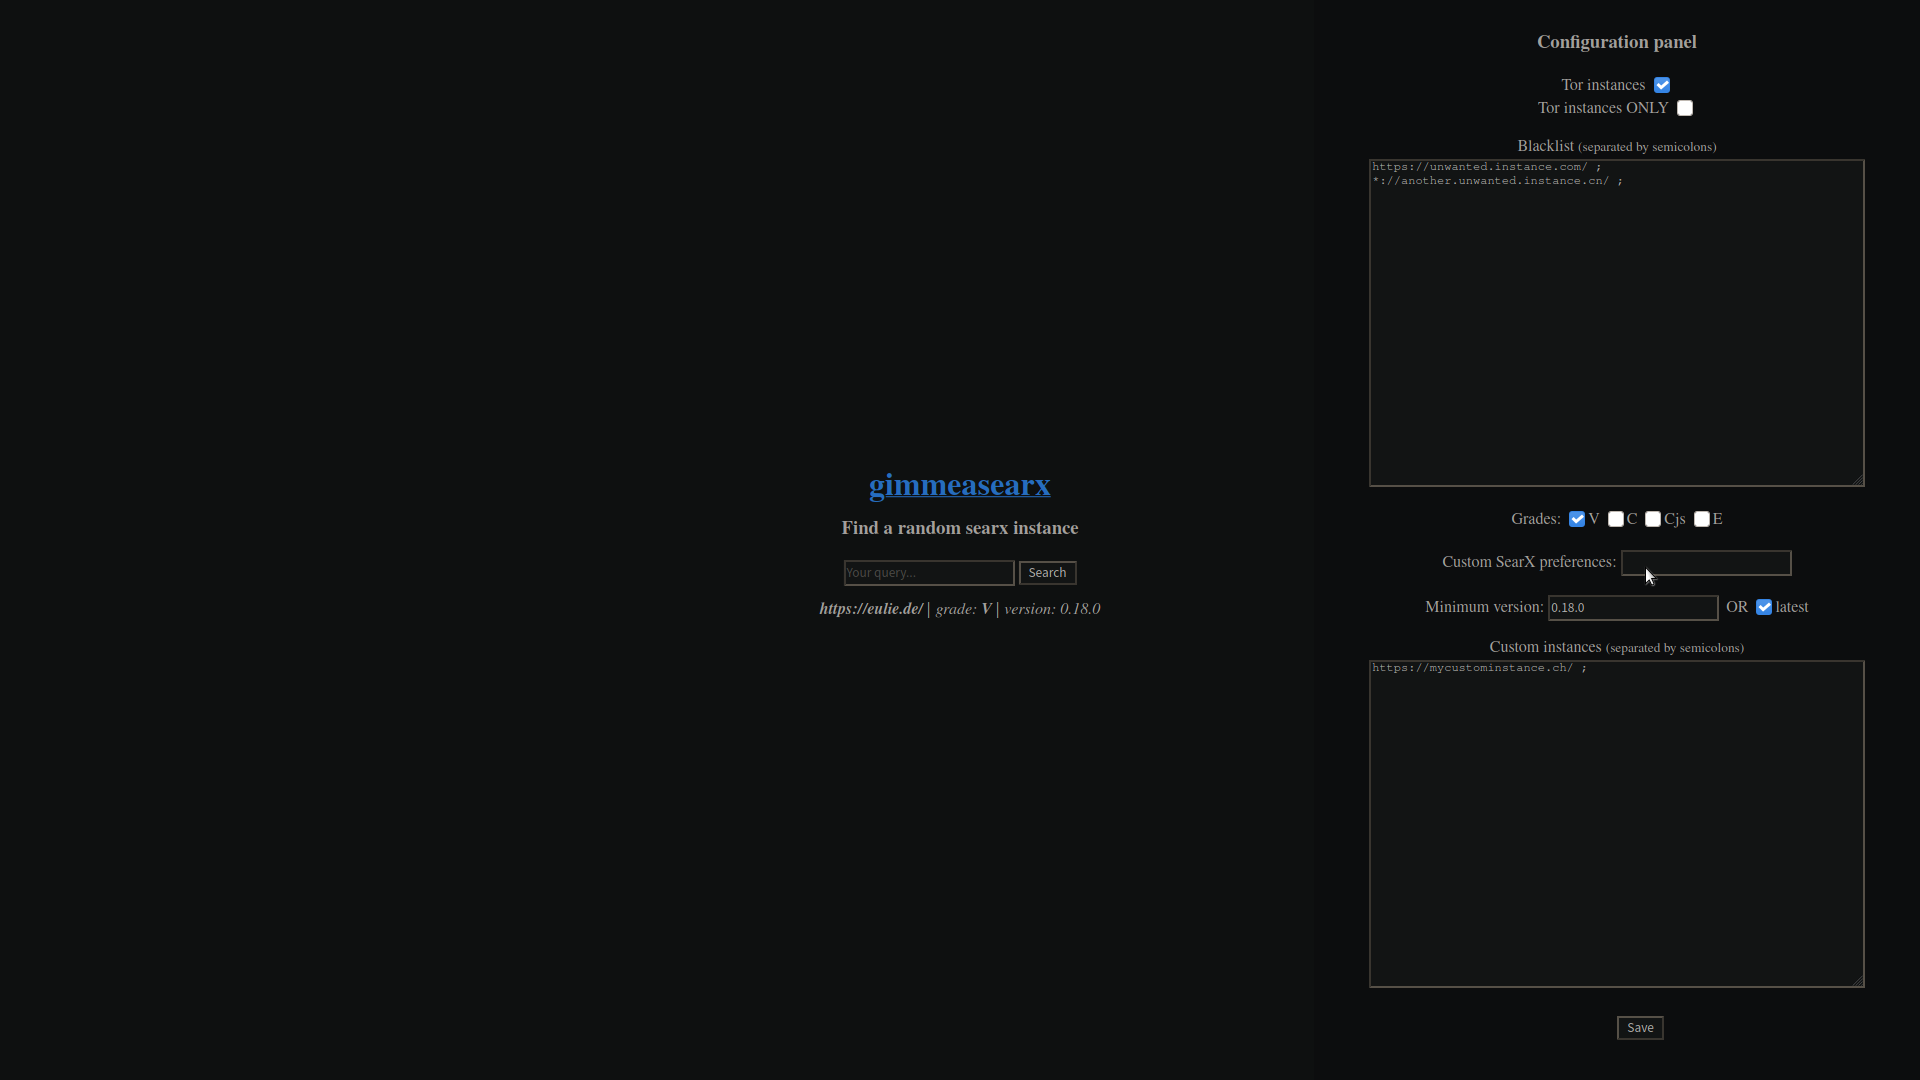 gimmeasearx
Find a random searx instance
Your query... Search
https://eulie.de/ | grade: V | version: 0.18.0
Configuration panel
Tor instances
Tor instances ONLY
Blacklist (separated by semicolons)
https://unwanted.instance.com/ ;
*://another.unwanted.instance.cn/ ;
Grades: V C Cjs E
Custom SearX preferences:
Minimum version: 0.18.0 OR latest
Custom instances (separated by semicolons)
https://mycustominstance.ch/ ;
Save